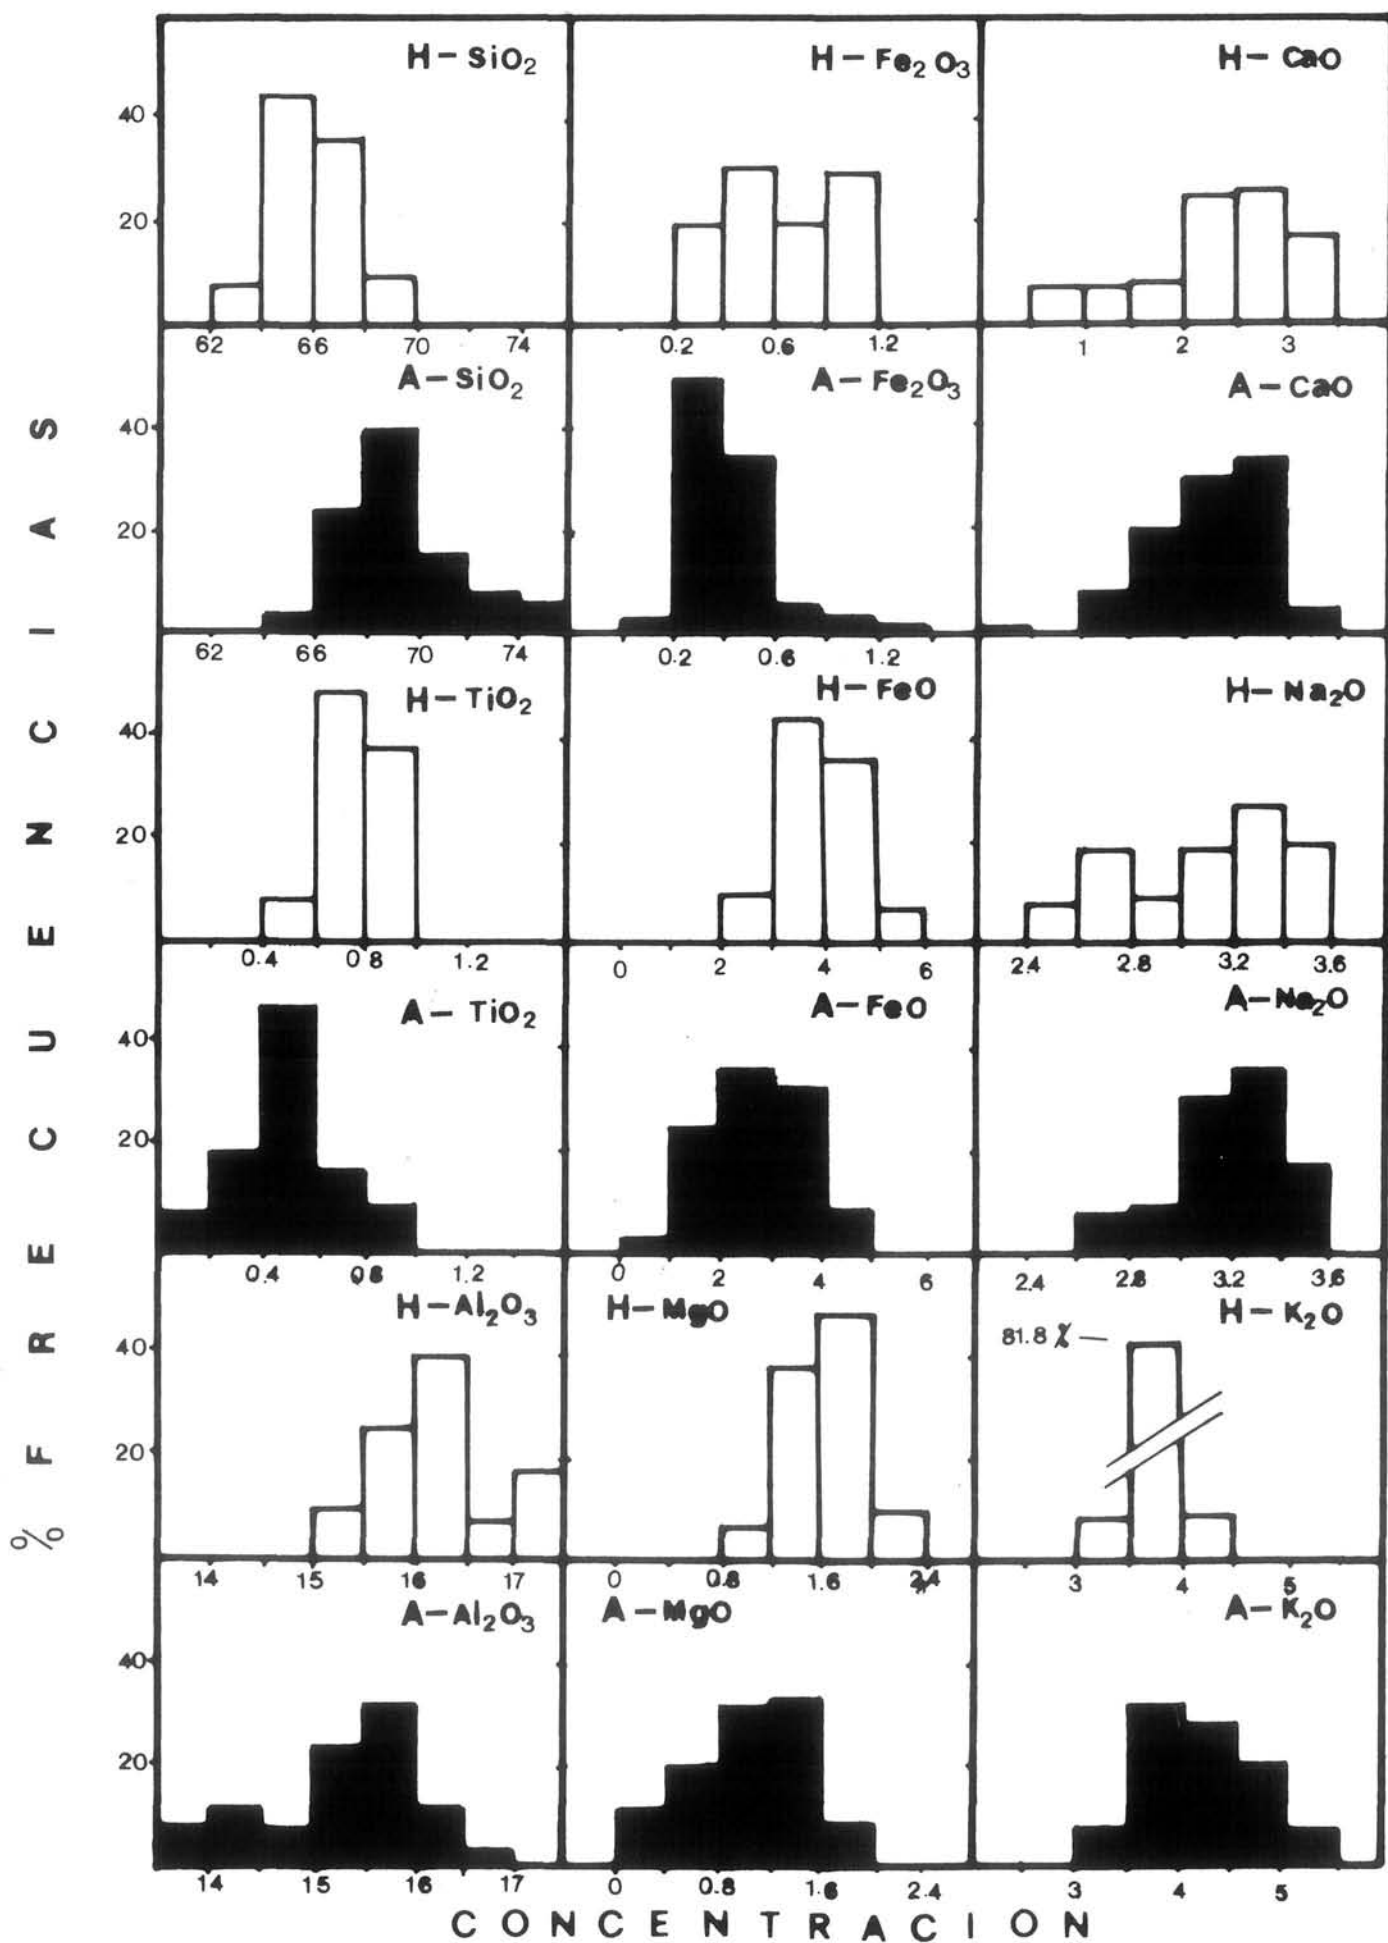 H-SiO₂ H-Fe₂O₃ H-CaO
40
20
62 66 70 74 0.2 0.6 1.2 1 2 3
A-SiO₂ A-Fe₂O₃ A-CaO
40
20
62 66 70 74 0.2 0.6 1.2
H-TiO₂ H-FeO H-Na₂O
40
20
0.4 0.8 1.2 0 2 4 6 2.4 2.8 3.2 3.6
A-TiO₂ A-FeO A-Na₂O
40
20
0.4 0.8 1.2 0 2 4 6 2.4 2.8 3.2 3.6
H-Al₂O₃ H-MgO H-K₂O
81.8 %
40
20
14 15 16 17 0 0.8 1.6 2.4 3 4 5
A-Al₂O₃ A-MgO A-K₂O
40
20
14 15 16 17 0 0.8 1.6 2.4 3 4 5
% FRECUENCIAS
CONCENTRACION